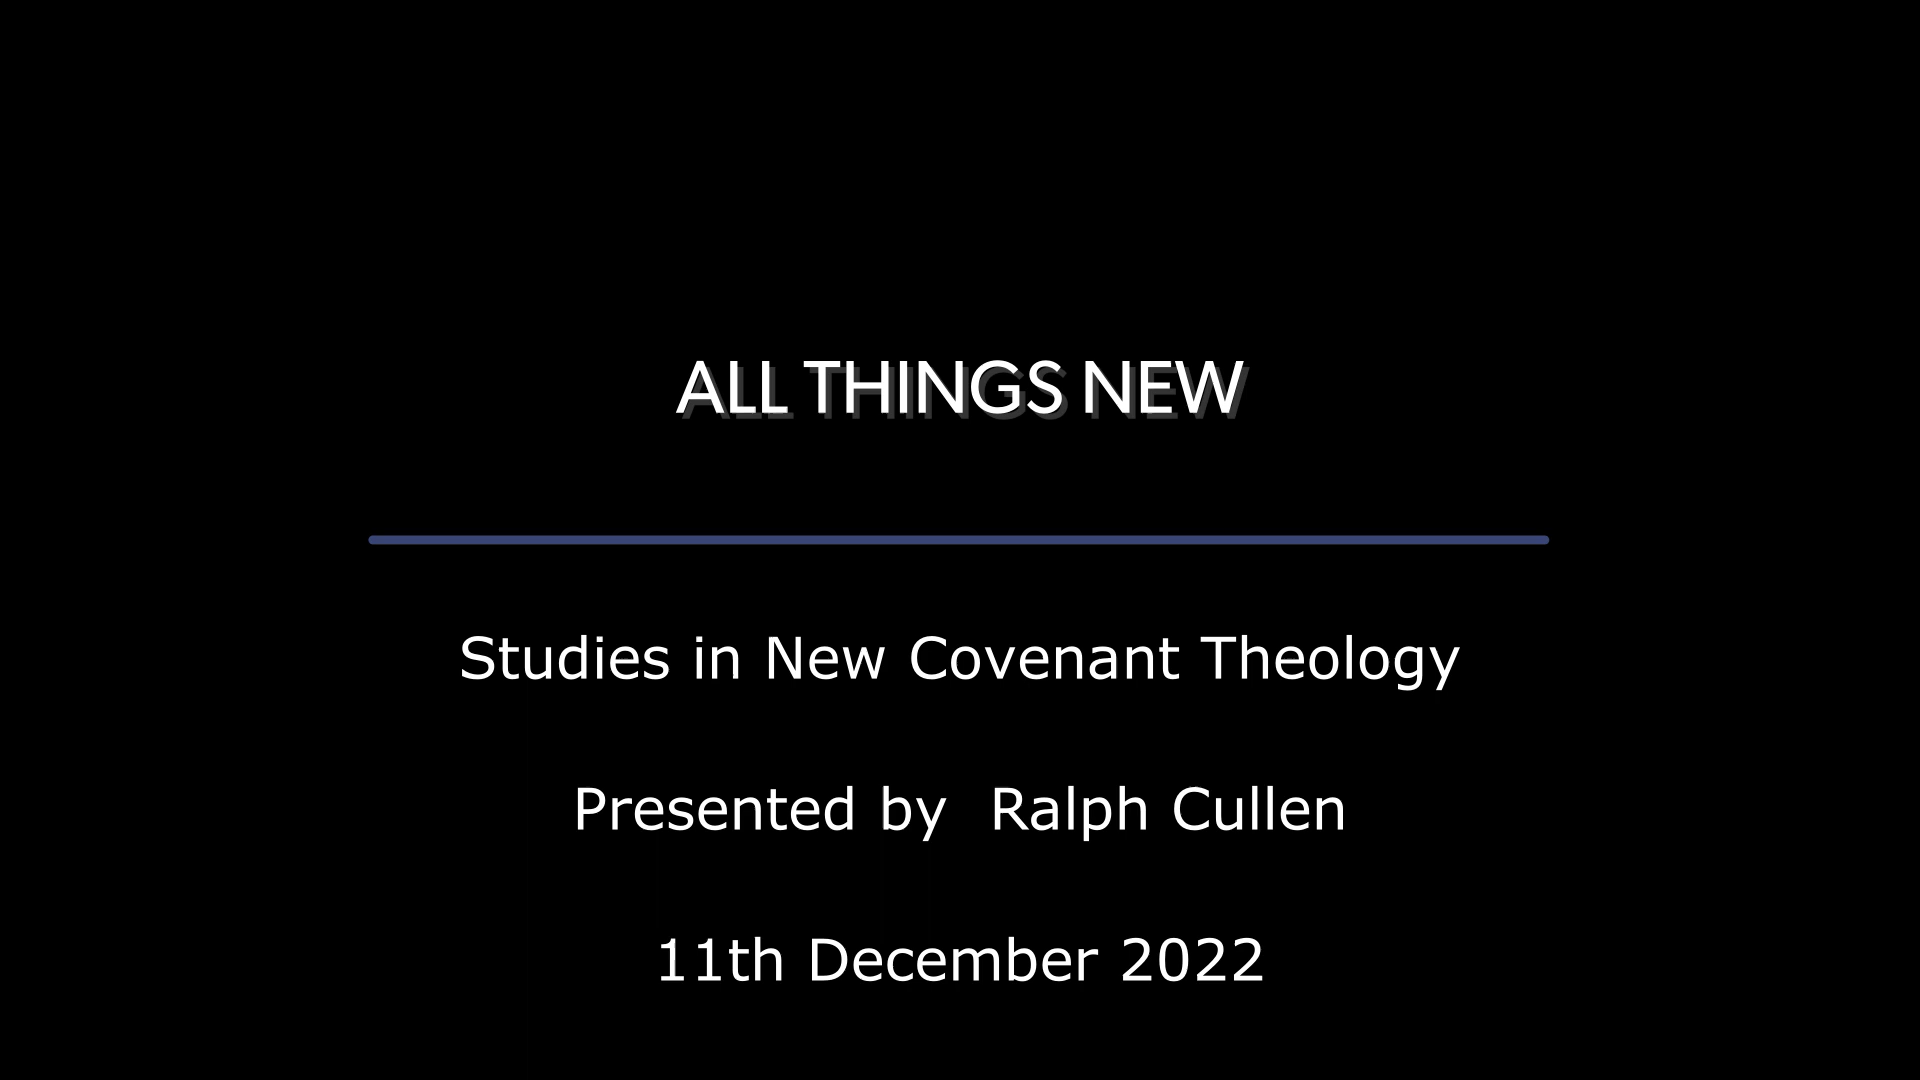 ALL THINGS NEW
Studies in New Covenant Theology
Presented by  Ralph Cullen
11th December 2022